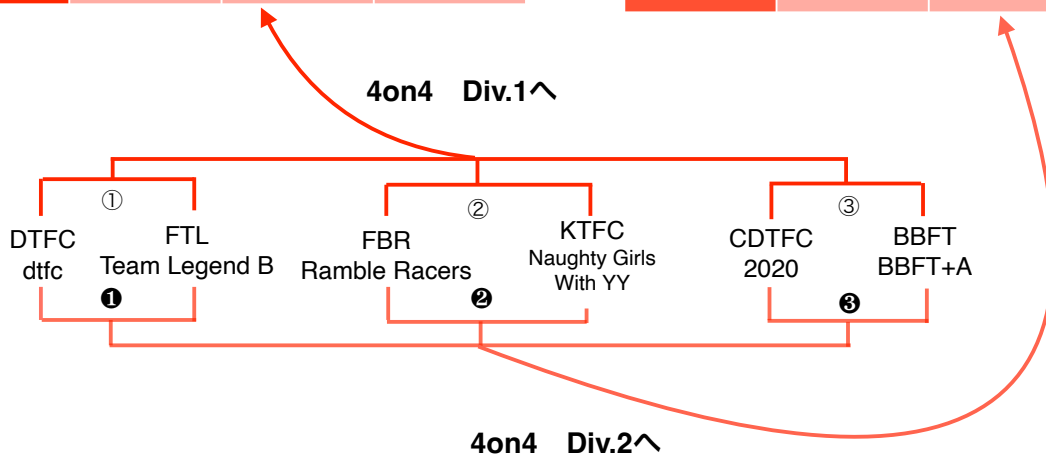 4on4　Div.1へ
①
②
③
DTFC
dtfc
FTL
Team Legend B
FBR
Ramble Racers
KTFC
Naughty Girls
With YY
CDTFC
2020
BBFT
BBFT+A
❶
❷
❸
4on4　Div.2へ